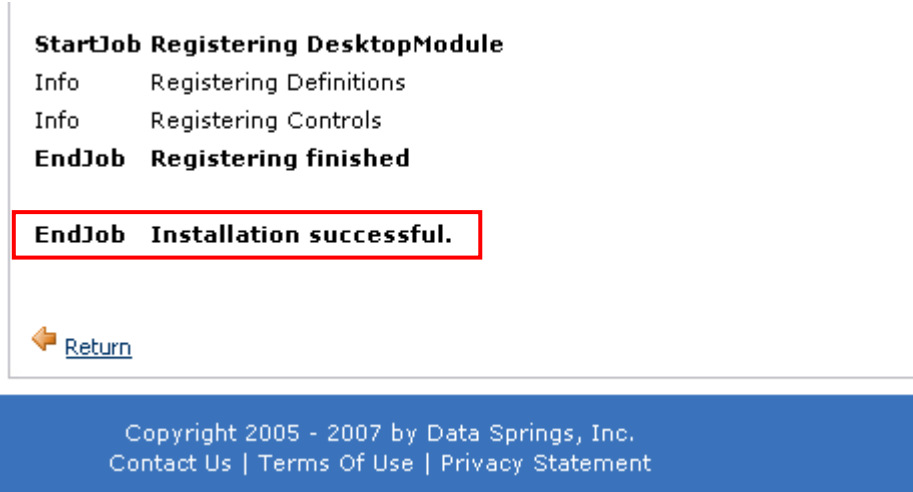 StartJob Registering DesktopModule
Info Registering Definitions
Info Registering Controls
EndJob Registering finished
EndJob Installation successful.
Return
Copyright 2005 - 2007 by Data Springs, Inc.
Contact Us | Terms Of Use | Privacy Statement